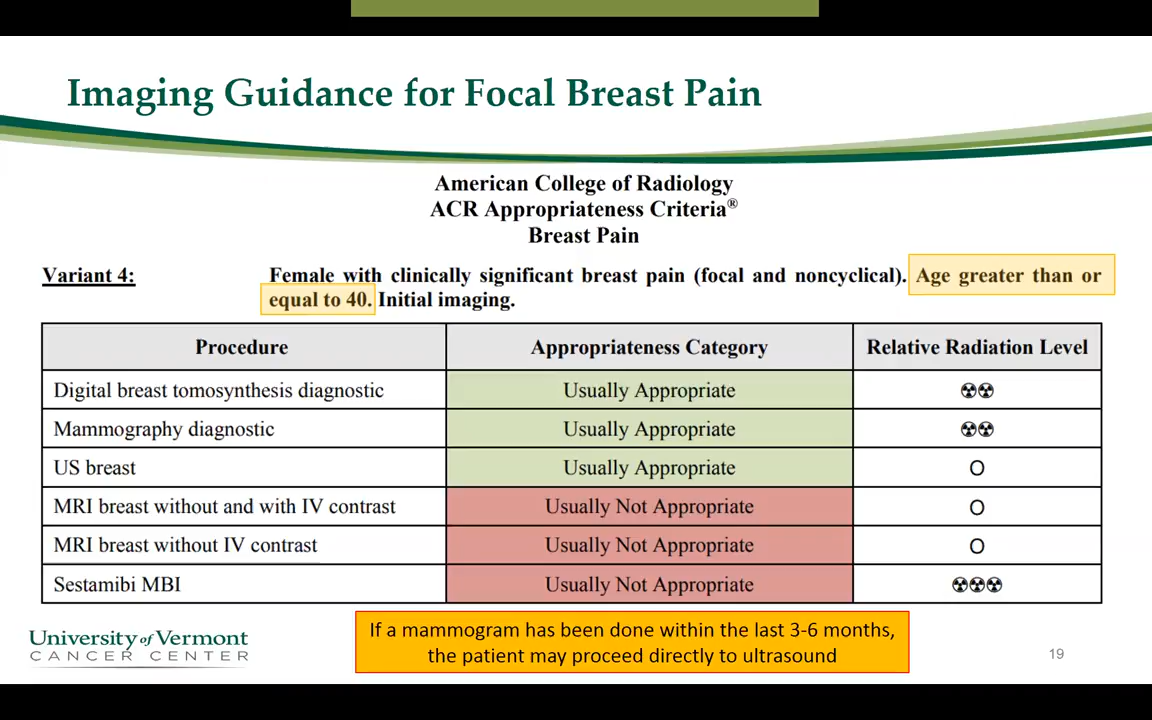 Imaging Guidance for Focal Breast Pain
American College of Radiology
ACR Appropriateness Criteria®
Breast Pain
Variant 4: Female with clinically significant breast pain (focal and noncyclical). Age greater than or
equal to 40. Initial imaging.
Procedure Appropriateness Category Relative Radiation Level
Digital breast tomosynthesis diagnostic Usually Appropriate ☢☢
Mammography diagnostic Usually Appropriate ☢☢
US breast Usually Appropriate O
MRI breast without and with IV contrast Usually Not Appropriate O
MRI breast without IV contrast Usually Not Appropriate O
Sestamibi MBI Usually Not Appropriate ☢☢☢
If a mammogram has been done within the last 3-6 months,
the patient may proceed directly to ultrasound
University of Vermont
CANCER CENTER
19